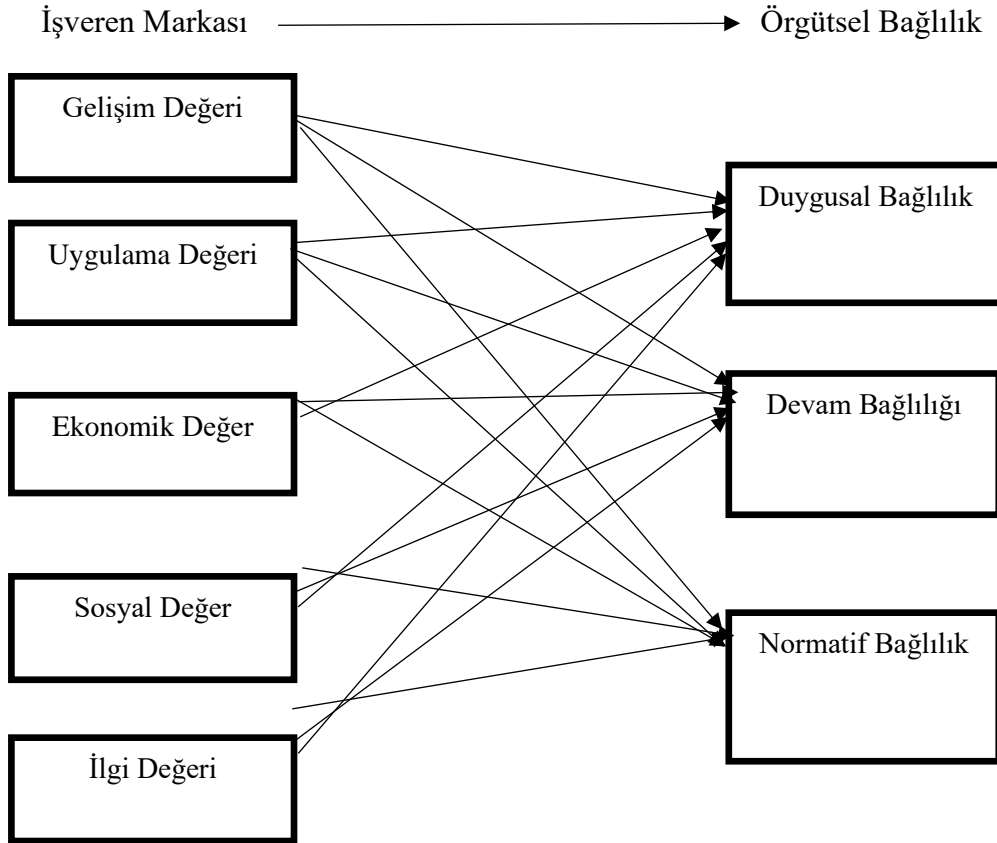 İşveren Markası
Örgütsel Bağlılık
Gelişim Değeri
Duygusal Bağlılık
Uygulama Değeri
Devam Bağlılığı
Ekonomik Değer
Sosyal Değer
Normatif Bağlılık
İlgi Değeri